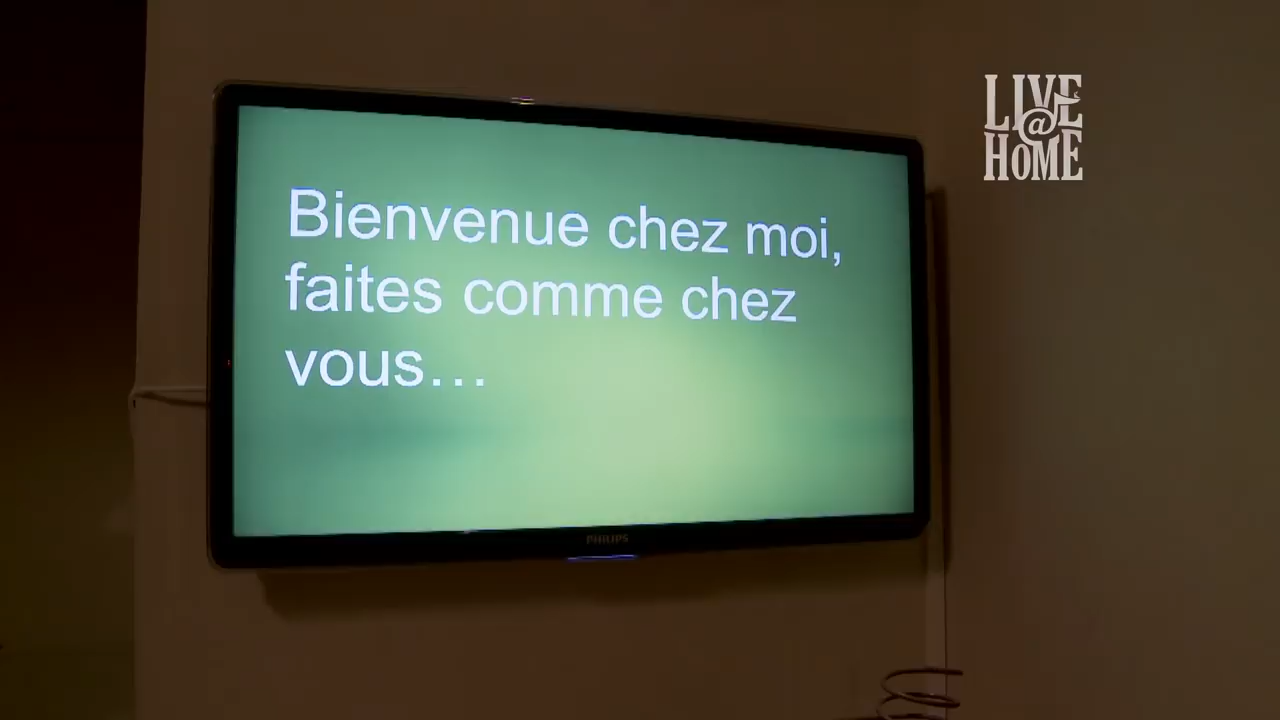 LIVE
@
HOME
Bienvenue chez moi,
faites comme chez
vous…
PHILIPS